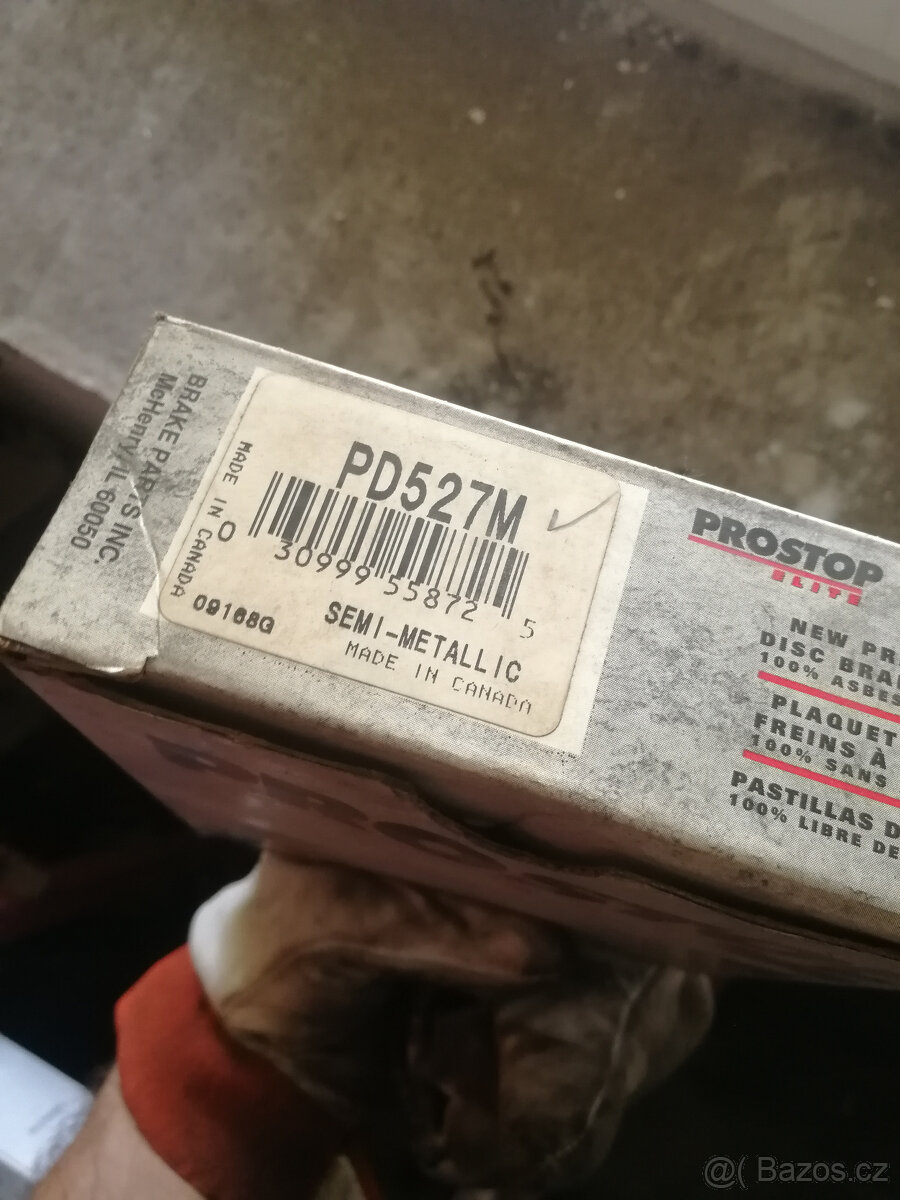 BRAKE PARTS INC.
McHenry, IL 60050
MADE IN CANADA
PD527M
0 30999 55872 5
09168G
SEMI-METALLIC
MADE IN CANADA
PROSTOP
ELITE
NEW PR
DISC BRA
100% ASBES
PLAQUET
FREINS À
100% SANS
PASTILLAS D
100% LIBRE DE
@( Bazos.cz